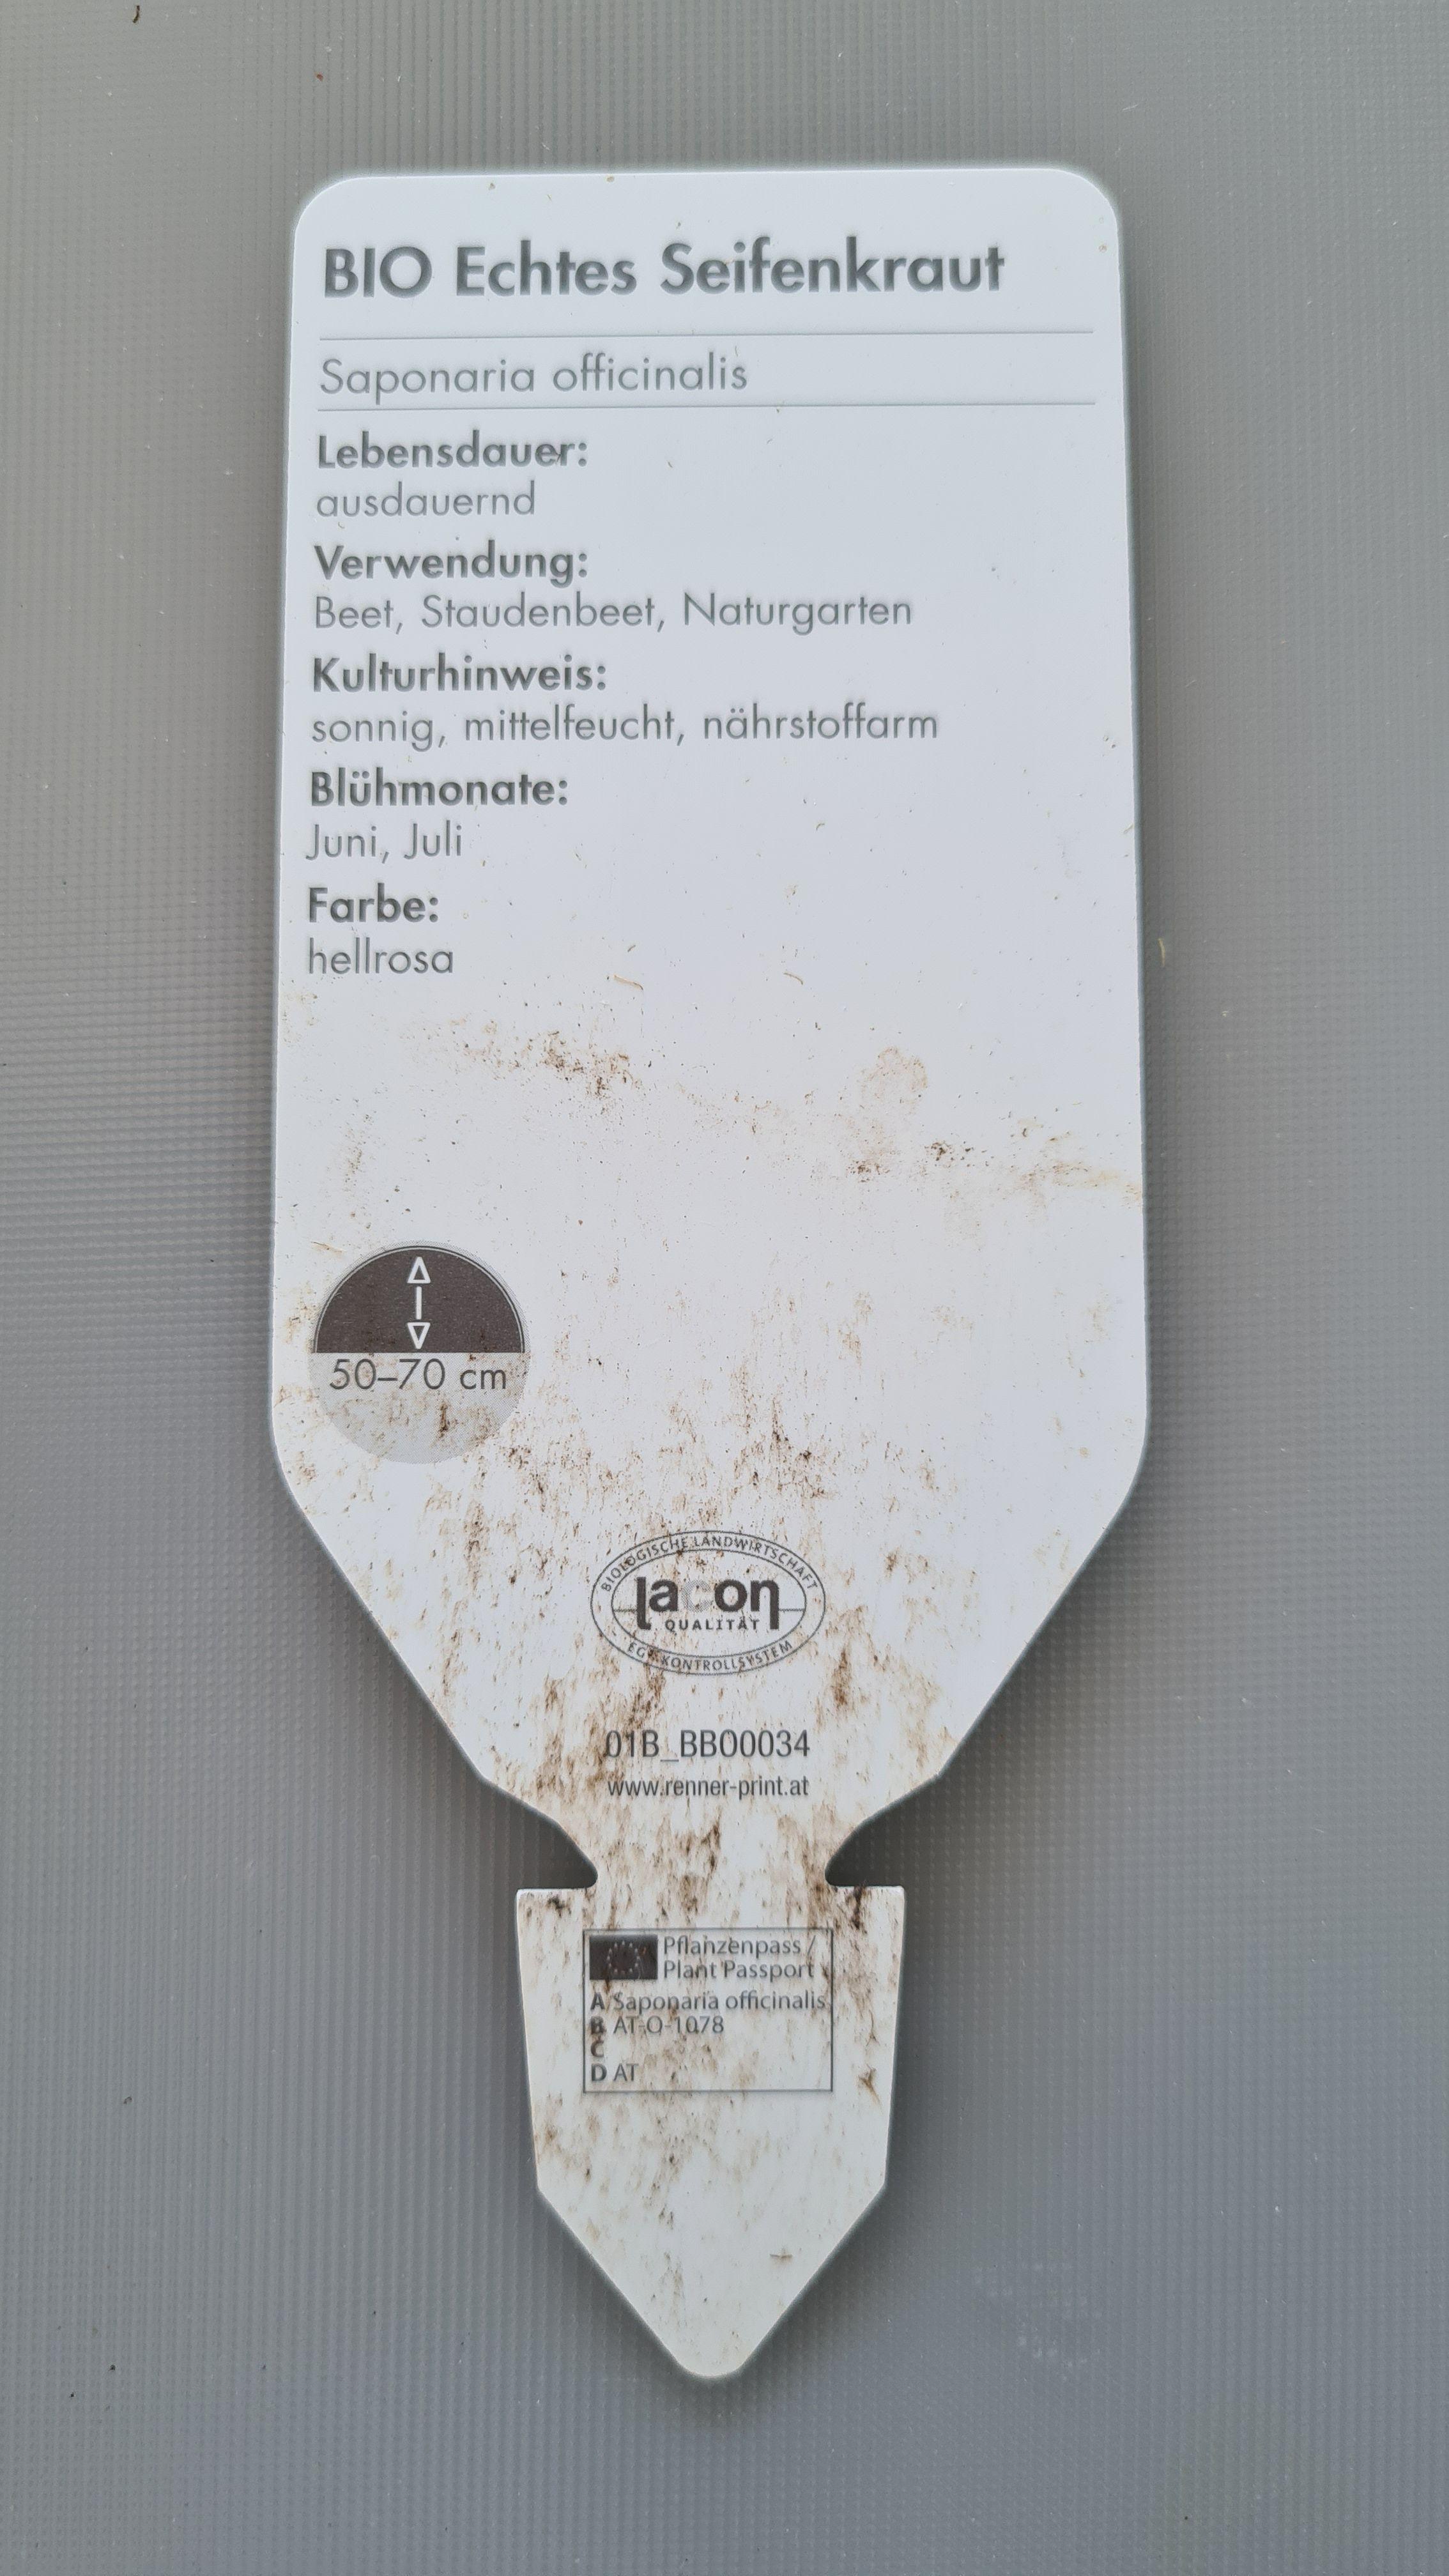 BIO Echtes Seifenkraut
Saponaria officinalis
Lebensdauer:
ausdauernd
Verwendung:
Beet, Staudenbeet, Naturgarten
Kulturhinweis:
sonnig, mittelfeucht, nährstoffarm
Blühmonate:
Juni, Juli
Farbe:
hellrosa
50–70 cm
BIOLOGISCHE LANDWIRTSCHAFT
lacon
QUALITÄT
EG-KONTROLLSYSTEM
01B_BB00034
www.renner-print.at
Pflanzenpass /
Plant Passport
A Saponaria officinalis
B AT-O-1078
C
D AT